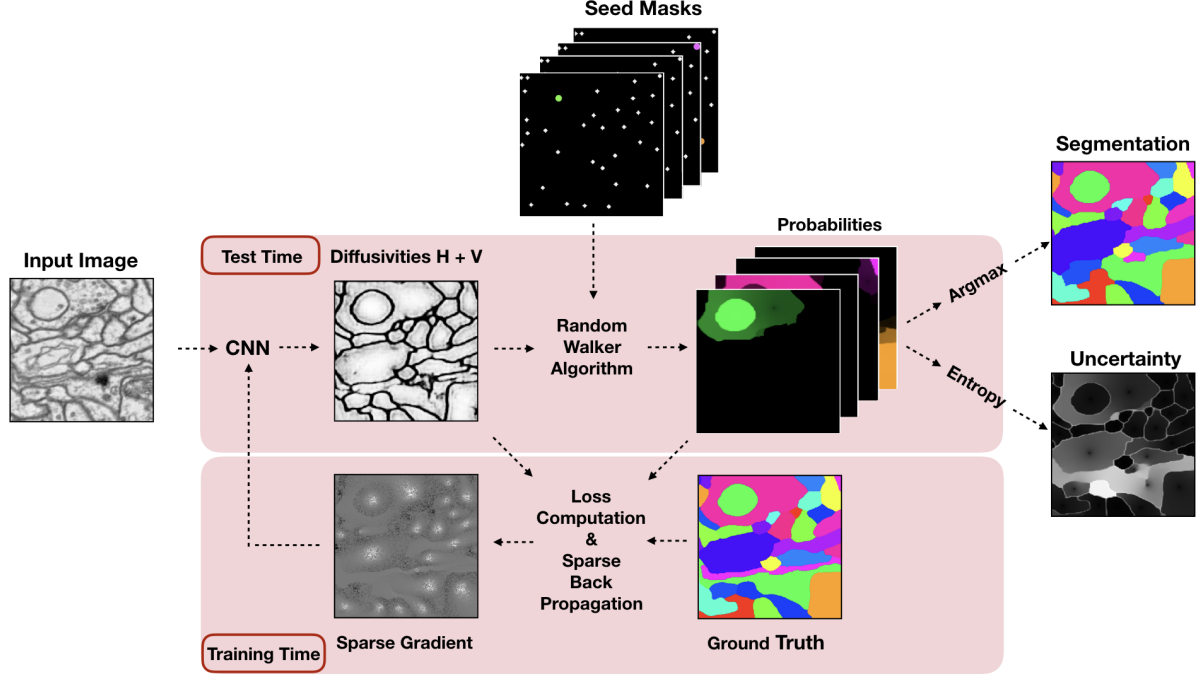 Seed Masks
Segmentation
Probabilities
Input Image
Test Time
Diffusivities H + V
Argmax
CNN
Random
Walker
Algorithm
Uncertainty
Entropy
Loss
Computation
&
Sparse
Back
Propagation
Training Time
Sparse Gradient
Ground Truth